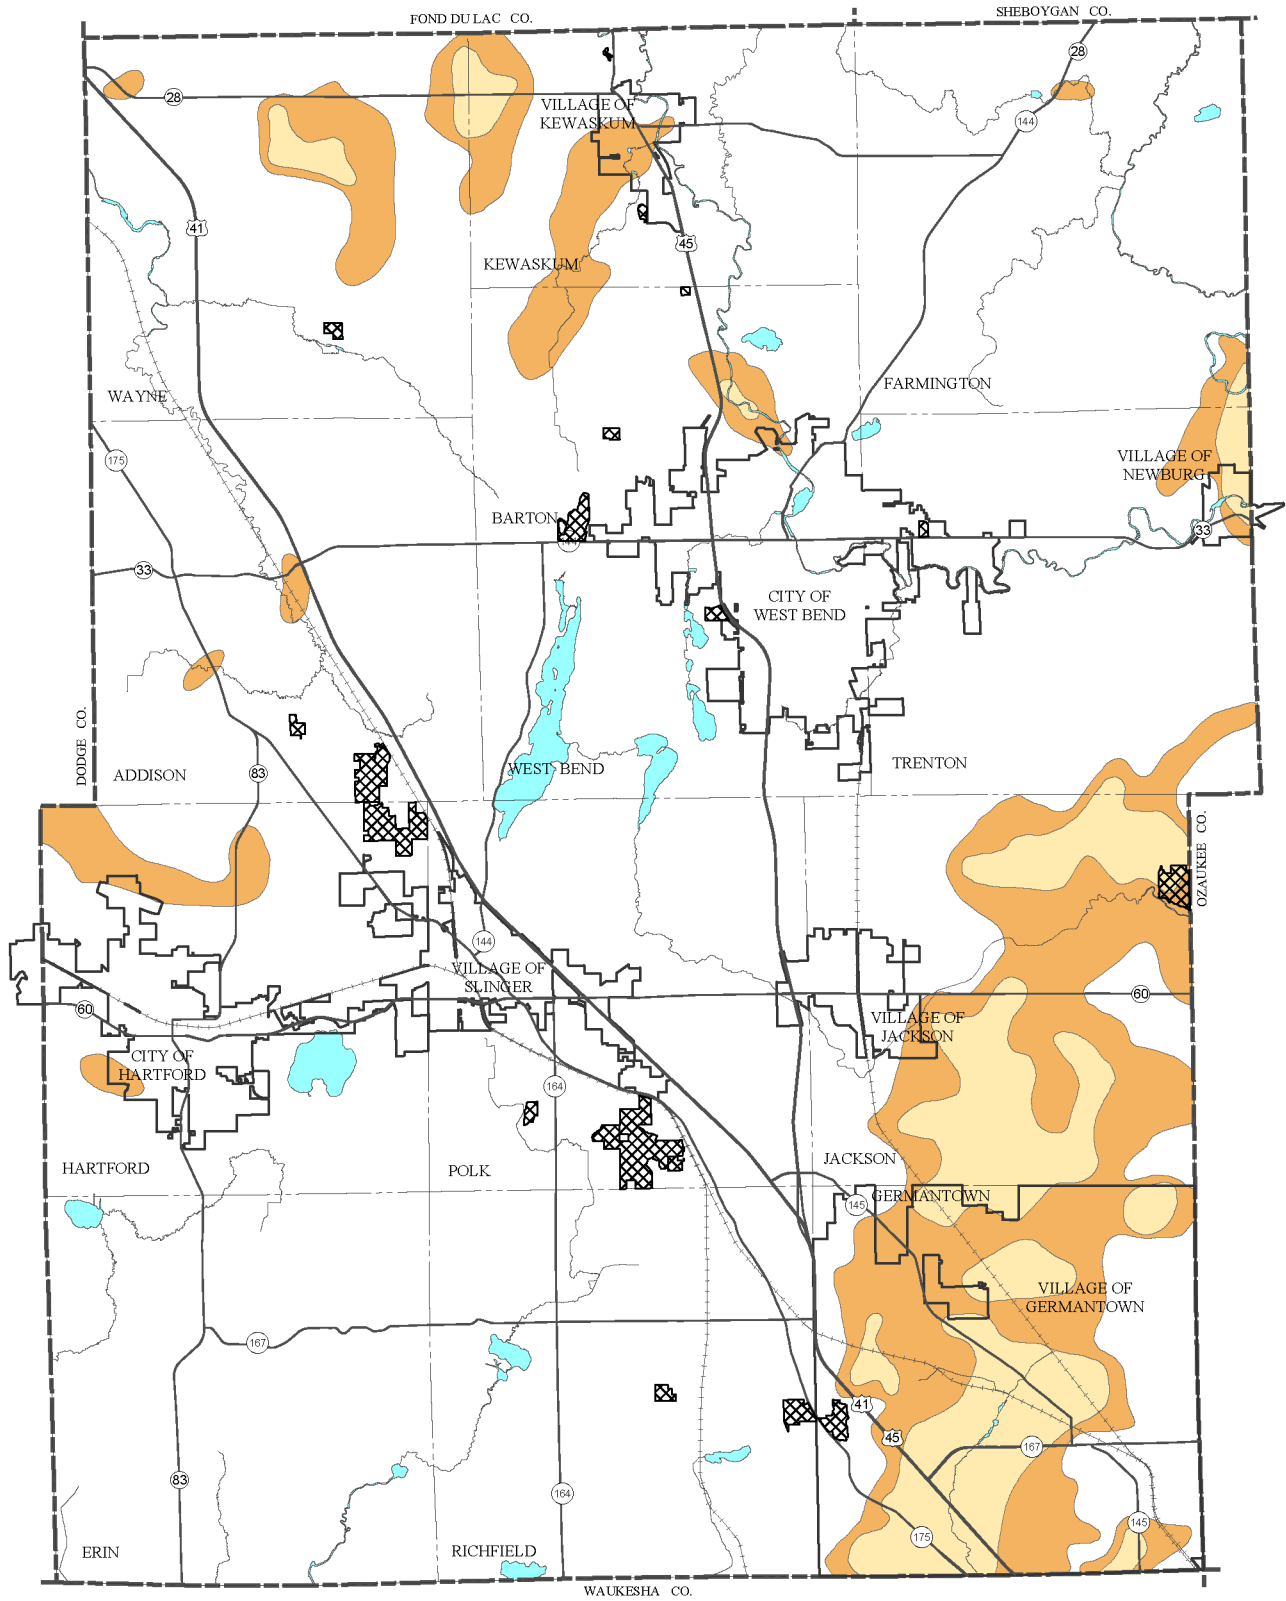 FOND DU LAC CO.
SHEBOYGAN CO.
28
28
VILLAGE OF
KEWASKUM
144
41
45
KEWASKUM
WAYNE
FARMINGTON
175
VILLAGE OF
NEWBURG
BARTON
33
33
CITY OF
WEST BEND
DODGE CO.
ADDISON
83
WEST BEND
TRENTON
OZAUKEE CO.
144
VILLAGE OF
SLINGER
60
60
VILLAGE OF
JACKSON
CITY OF
HARTFORD
164
HARTFORD
POLK
JACKSON
GERMANTOWN
145
VILLAGE OF
GERMANTOWN
167
41
45
167
83
164
145
175
ERIN
RICHFIELD
WAUKESHA CO.